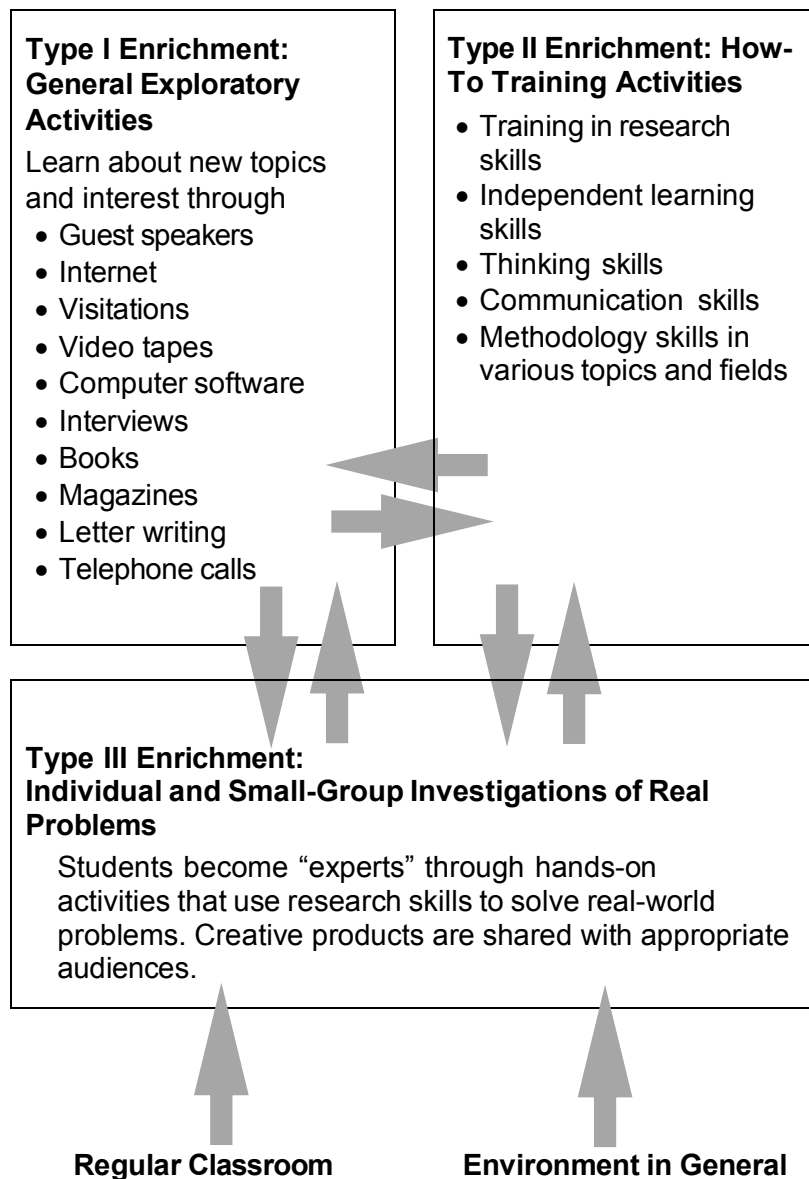 Type I Enrichment:
General Exploratory
Activities
Learn about new topics
and interest through
• Guest speakers
• Internet
• Visitations
• Video tapes
• Computer software
• Interviews
• Books
• Magazines
• Letter writing
• Telephone calls
Type II Enrichment: How-
To Training Activities
• Training in research
skills
• Independent learning
skills
• Thinking skills
• Communication skills
• Methodology skills in
various topics and fields
Type III Enrichment:
Individual and Small-Group Investigations of Real
Problems
Students become “experts” through hands-on
activities that use research skills to solve real-world
problems. Creative products are shared with appropriate
audiences.
Regular Classroom
Environment in General